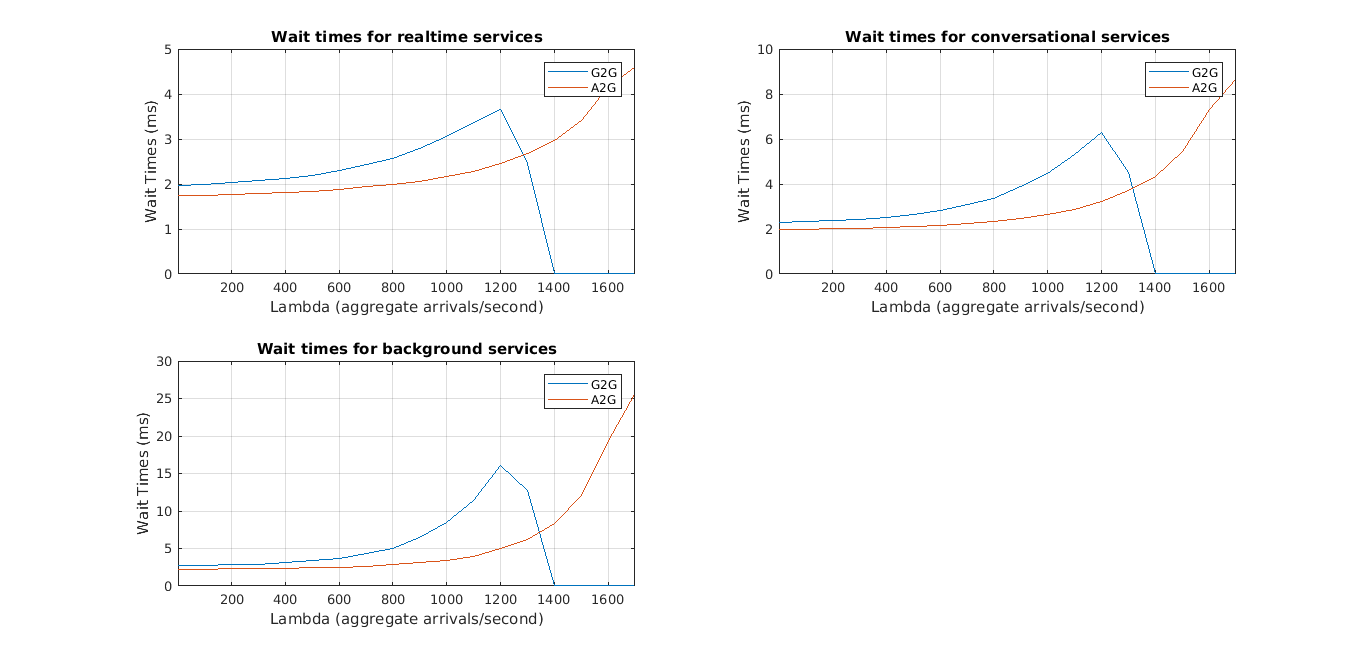 Wait times for realtime services
5
4
3
2
1
0
Wait Times (ms)
G2G
A2G
200 400 600 800 1000 1200 1400 1600
Lambda (aggregate arrivals/second)
Wait times for conversational services
10
8
6
4
2
0
Wait Times (ms)
G2G
A2G
200 400 600 800 1000 1200 1400 1600
Lambda (aggregate arrivals/second)
Wait times for background services
30
25
20
15
10
5
0
Wait Times (ms)
G2G
A2G
200 400 600 800 1000 1200 1400 1600
Lambda (aggregate arrivals/second)